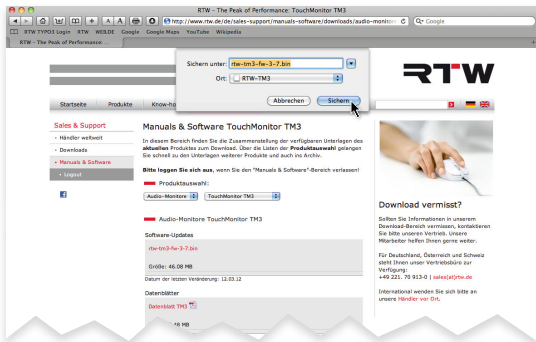 RTW – The Peak of Performance: TouchMonitor TM3
http://www.rtw.de/de/sales-support/manuals-software/downloads/audio-monitore
Google
RTW TYPO3 Login RTW WEB.DE Google Google Maps YouTube Wikipedia
RTW – The Peak of Performance: ...
Sichern unter: rtw-tm3-fw-3-7.bin
Ort: RTW-TM3
Abbrechen Sichern
RTW
Startseite Produkte Know-ho
Sales & Support
Händler weltweit
Downloads
Manuals & Software
Logout
Manuals & Software TouchMonitor TM3
In diesem Bereich finden Sie die Zusammenstellung der verfügbaren Unterlagen des
aktuellen Produktes zum Download. Über die Listen der Produktauswahl gelangen
Sie schnell zu den Unterlagen weiterer Produkte und auch ins Archiv.
Bitte loggen Sie sich aus, wenn Sie den "Manuals & Software"-Bereich verlassen!
Produktauswahl:
Audio-Monitore TouchMonitor TM3
Audio-Monitore TouchMonitor TM3
Software-Updates
rtw-tm3-fw-3-7.bin
Größe: 46.08 MB
Datum der letzten Veränderung: 12.03.12
Datenblätter
Datenblatt TM3
48 MB
Download vermisst?
Sollten Sie Informationen in unserem
Download-Bereich vermissen, kontaktieren
Sie bitte unseren Vertrieb. Unsere
Mitarbeiter helfen Ihnen gerne weiter.
Für Deutschland, Österreich und Schweiz
steht Ihnen unser Vertriebsbüro zur
Verfügung:
+49 221. 70 913-0 | sales(at)rtw.de
International wenden Sie sich bitte an
unsere Händler vor Ort.